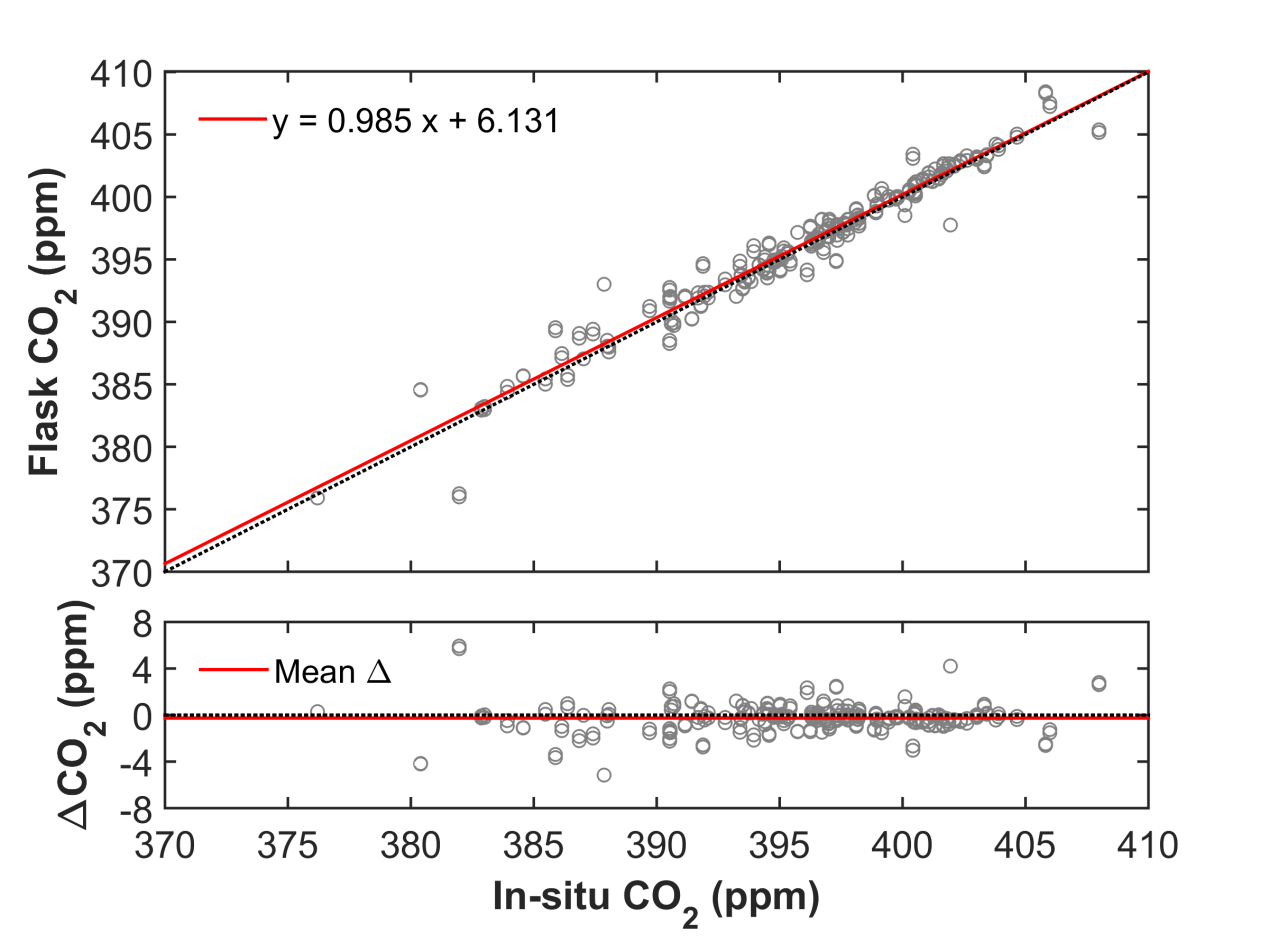 410
405
400
395
390
385
380
375
370
Flask CO2 (ppm)
y = 0.985 x + 6.131
8
4
0
-4
-8
ΔCO2 (ppm)
Mean Δ
370 375 380 385 390 395 400 405 410
In-situ CO2 (ppm)